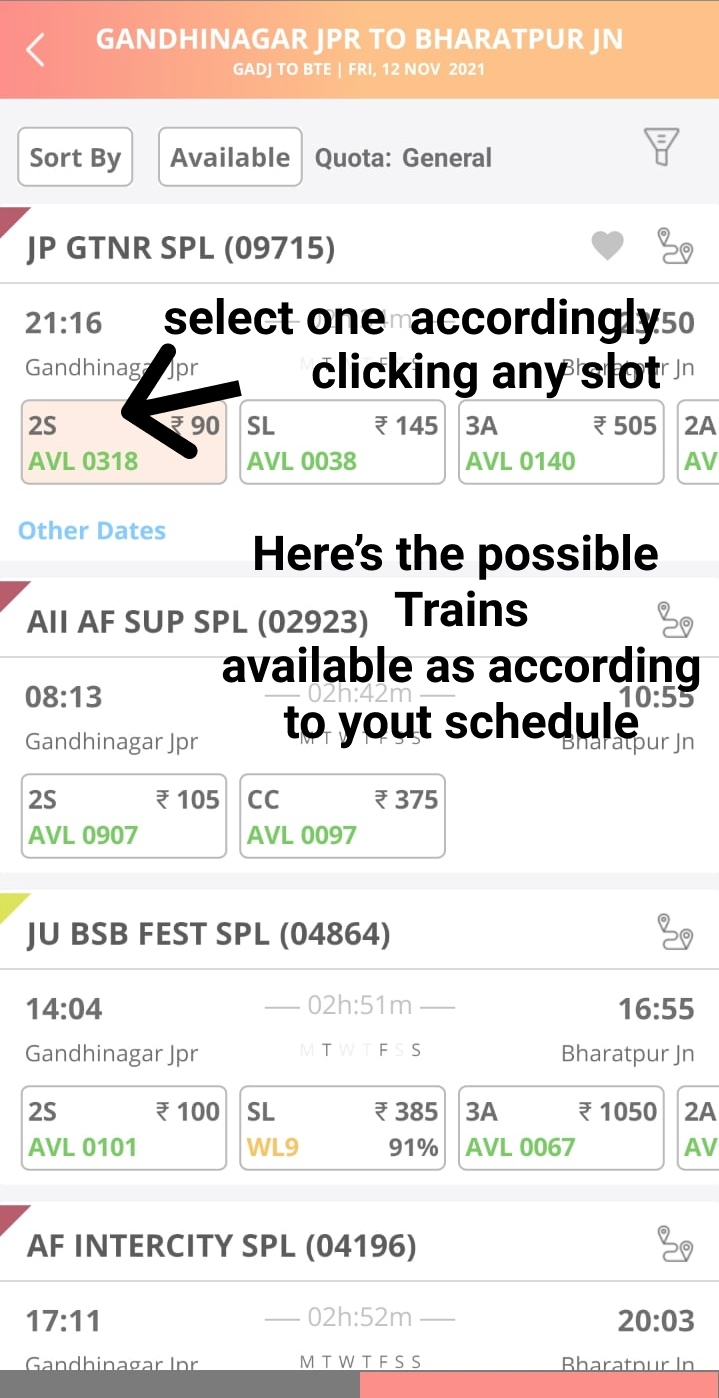 GANDHINAGAR JPR TO BHARATPUR JN
GADJ TO BTE | FRI, 12 NOV 2021
Sort By Available Quota: General
JP GTNR SPL (09715)
21:16 select one accordingly 23:50
Gandhinagar Jpr clicking any slot Bharatpur Jn
2S ₹ 90 SL ₹ 145 3A ₹ 505 2A
AVL 0318 AVL 0038 AVL 0140 AV
Other Dates
Here’s the possible
Trains
AII AF SUP SPL (02923)
available as according
08:13 02h:42m 10:55
to yout schedule
Gandhinagar Jpr M T W T F S S Bharatpur Jn
2S ₹ 105 CC ₹ 375
AVL 0907 AVL 0097
JU BSB FEST SPL (04864)
14:04 02h:51m 16:55
Gandhinagar Jpr M T W T F S S Bharatpur Jn
2S ₹ 100 SL ₹ 385 3A ₹ 1050 2A
AVL 0101 WL9 91% AVL 0067 AV
AF INTERCITY SPL (04196)
17:11 02h:52m 20:03
Gandhinagar Jpr M T W T F S S Bharatpur Jn